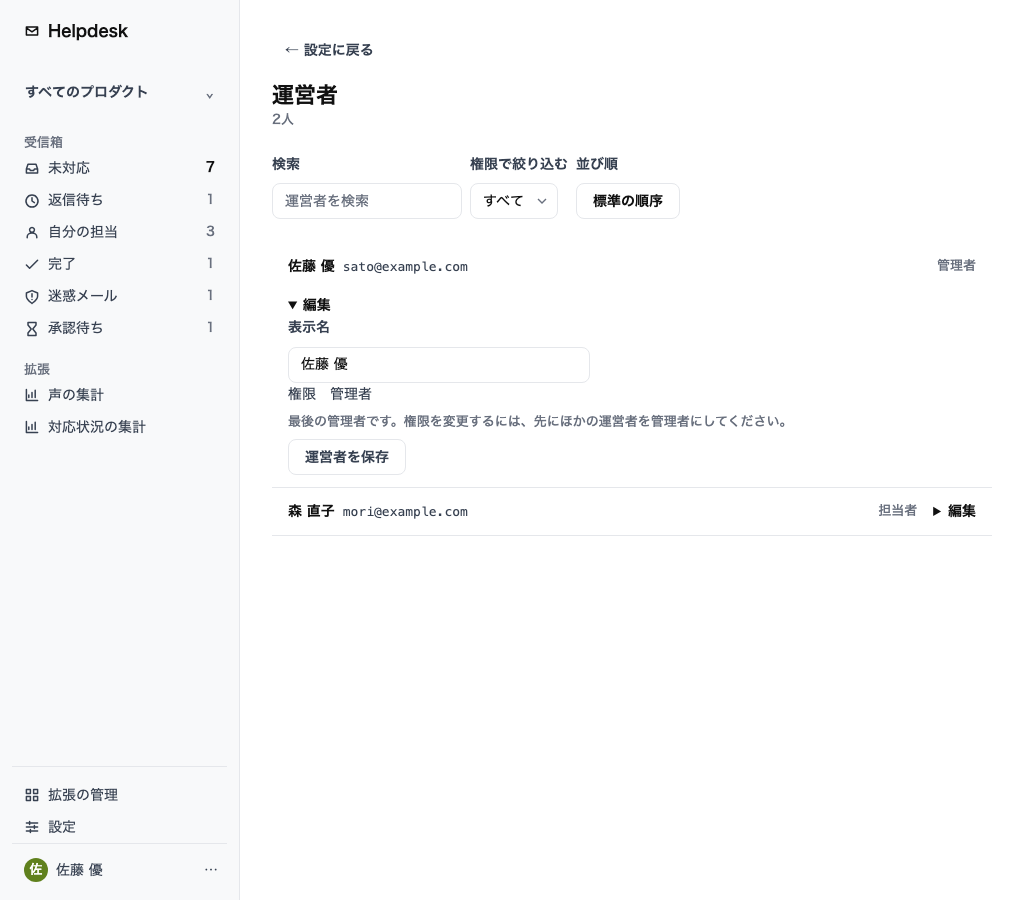 Helpdesk
すべてのプロダクト
受信箱
未対応 7
返信待ち 1
自分の担当 3
完了 1
迷惑メール 1
承認待ち 1
拡張
声の集計
対応状況の集計
拡張の管理
設定
佐 佐藤 優 …
← 設定に戻る
運営者
2人
検索 権限で絞り込む 並び順
運営者を検索 すべて 標準の順序
佐藤 優 sato@example.com 管理者
▼ 編集
表示名
佐藤 優
権限 管理者
最後の管理者です。権限を変更するには、先にほかの運営者を管理者にしてください。
運営者を保存
森 直子 mori@example.com 担当者 ▶ 編集